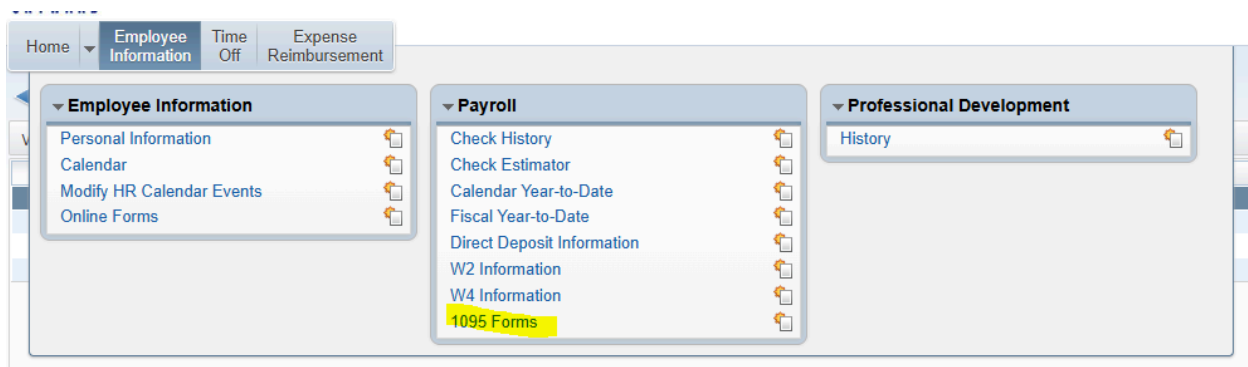 Home
Employee Information
Time Off
Expense Reimbursement
Employee Information
Personal Information
Calendar
Modify HR Calendar Events
Online Forms
Payroll
Check History
Check Estimator
Calendar Year-to-Date
Fiscal Year-to-Date
Direct Deposit Information
W2 Information
W4 Information
1095 Forms
Professional Development
History